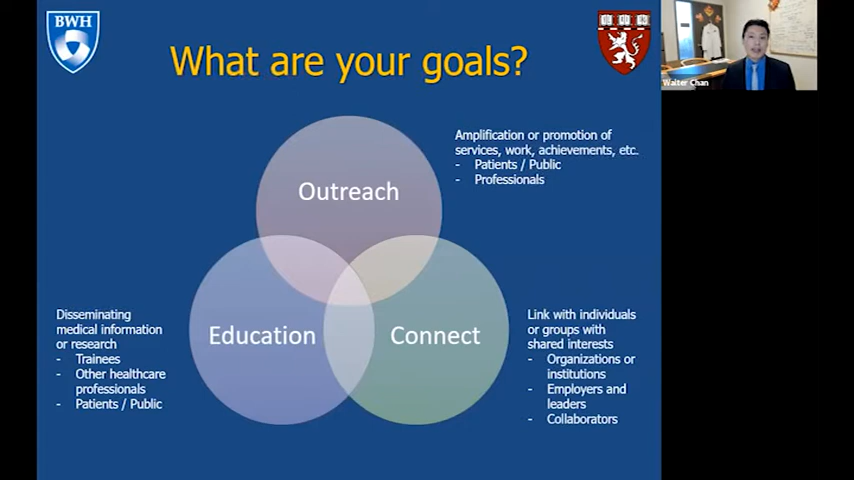 BWH
What are your goals?
Walter Chan
Amplification or promotion of
services, work, achievements, etc.
- Patients / Public
- Professionals
Outreach
Education
Connect
Disseminating
medical information
or research
- Trainees
- Other healthcare
professionals
- Patients / Public
Link with individuals
or groups with
shared interests
- Organizations or
institutions
- Employers and
leaders
- Collaborators